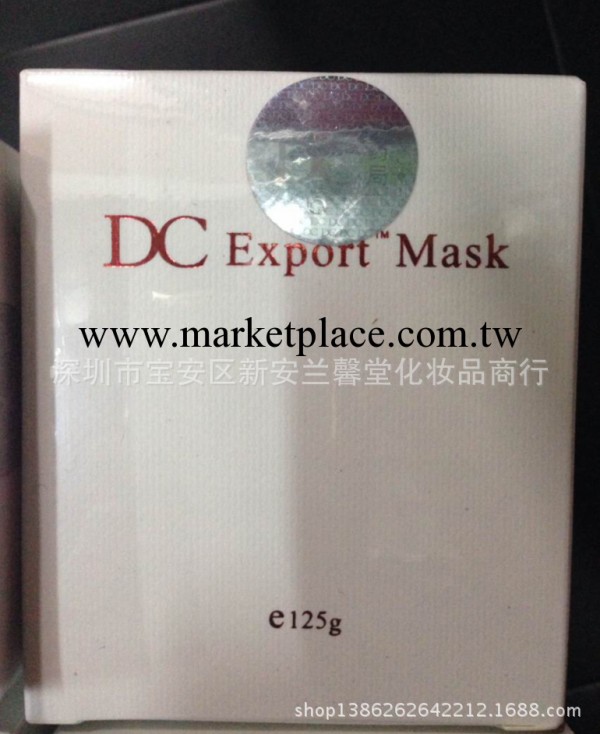 DC Export™ Mask
www.marketplace.com.tw
深圳市宝安区新安兰馨堂化妆品商行
e125g
shop1386262642212.1688.com